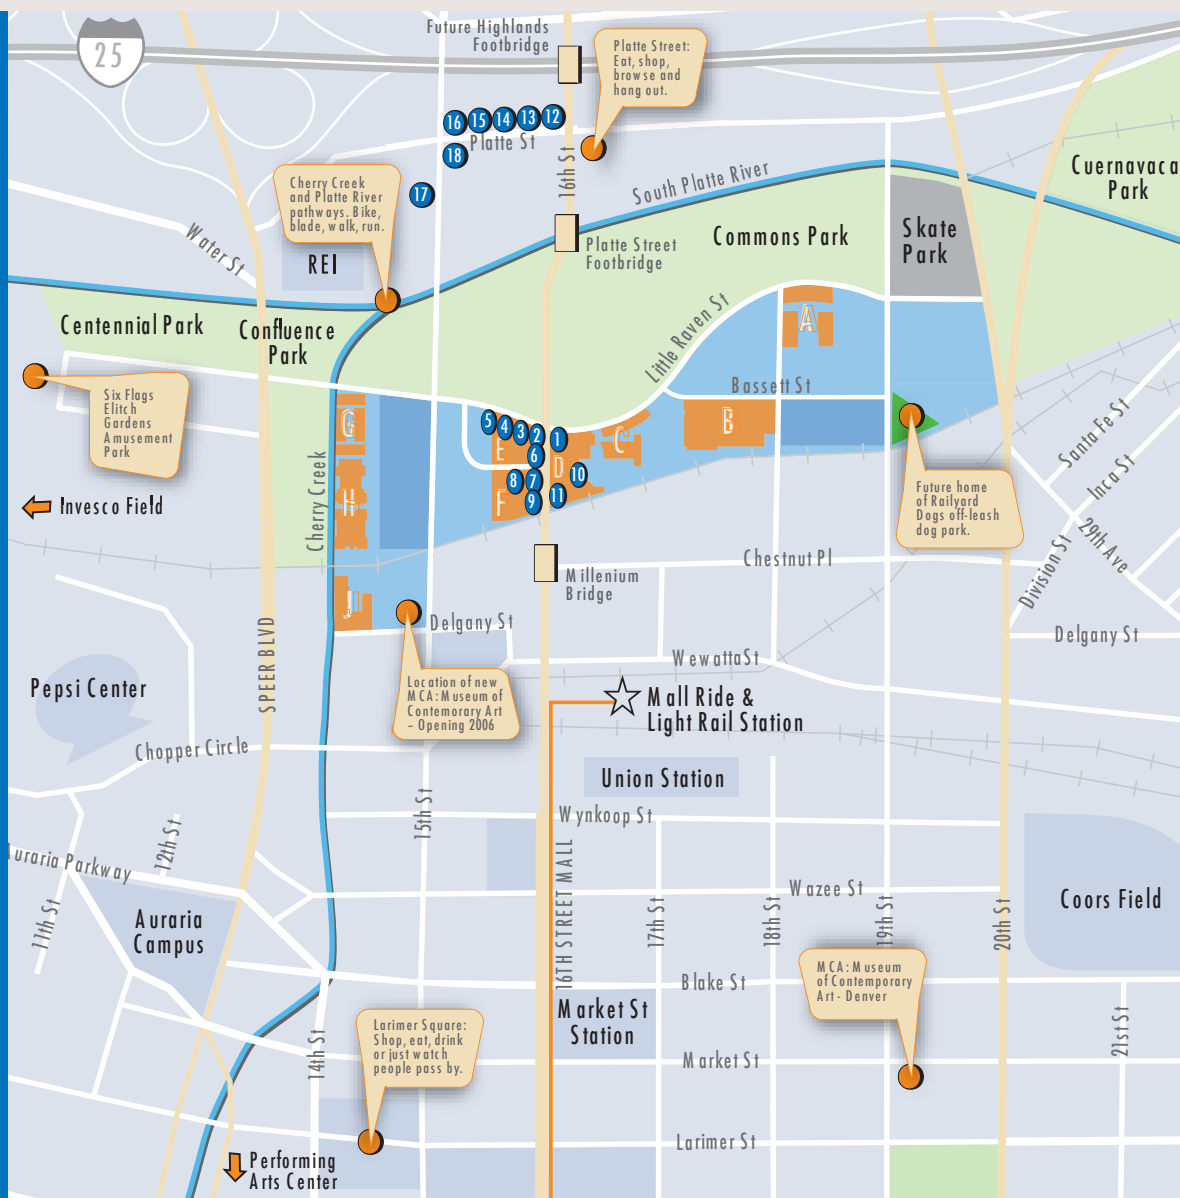 25
Future Highlands
Footbridge
Platte Street:
Eat, shop,
browse and
hang out.
16 15 14 13 12
Platte St
18
17
16th St
South Platte River
Cuernavaca
Park
Cherry Creek
and Platte River
pathways. Bike,
blade, walk, run.
Water St
REI
Platte Street
Footbridge
Commons Park
Skate
Park
Centennial Park
Confluence
Park
Little Raven St
A
Bassett St
Six Flags
Elitch
Gardens
Amusement
Park
G
5 4 3 2 1
E
6
D
C
B
8 7 10
H
F
9 11
Cherry Creek
Invesco Field
Future home
of Railyard
Dogs off-leash
dog park.
Santa Fe St
Inca St
29th Ave
Division St
Chestnut Pl
Millenium
Bridge
J
Delgany St
Delgany St
Wewatta St
SPEER BLVD
Pepsi Center
Location of new
MCA: Museum of
Contemorary Art
– Opening 2006
Mall Ride &
Light Rail Station
Chopper Circle
Union Station
15th St
Wynkoop St
12th St
uraria Parkway
16TH STREET MALL
Wazee St
Coors Field
11th St
Auraria
Campus
17th St
18th St
19th St
20th St
Blake St
MCA: Museum
of Contemporary
Art - Denver
Market St
Station
Larimer Square:
Shop, eat, drink
or just watch
people pass by.
14th St
Market St
21st St
Larimer St
Performing
Arts Center